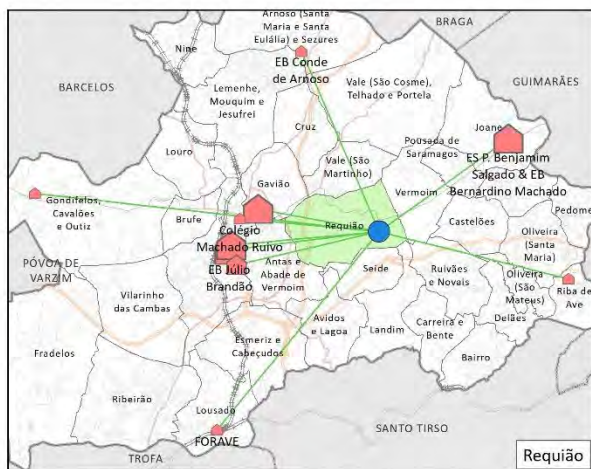 Arnoso (Santa
Maria e Santa
Eulália) e Sezures
BRAGA
Nine
EB Conde
de Arnoso
Vale (São Cosme),
Telhado e Portela
GUIMARÃES
BARCELOS
Lemenhe,
Mouquim e
Jesufrei
Cruz
Pousada de
Saramagos
Joane
Louro
Vale (São
Martinho)
ES P. Benjamim
Salgado & EB
Bernardino Machado
Gavião
Vermoim
Gondifelos,
Cavalões
e Outiz
Brufe
Colégio
Machado Ruivo
Requião
Castelões
Pedome
Oliveira
(Santa
Maria)
PÓVOA DE
VARZIM
EB Júlio
Brandão
Antas e
Abade de
Vermoim
Seide
Ruivães
e Novais
Oliveira
(São
Mateus)
Riba de
Ave
Vilarinho
das Cambas
Delães
Avidos
e Lagoa
Landim
Carreira e
Bente
Fradelos
Esmeriz e
Cabeçudos
Bairro
Ribeirão
Lousado
FORAVE
SANTO TIRSO
TROFA
Requião